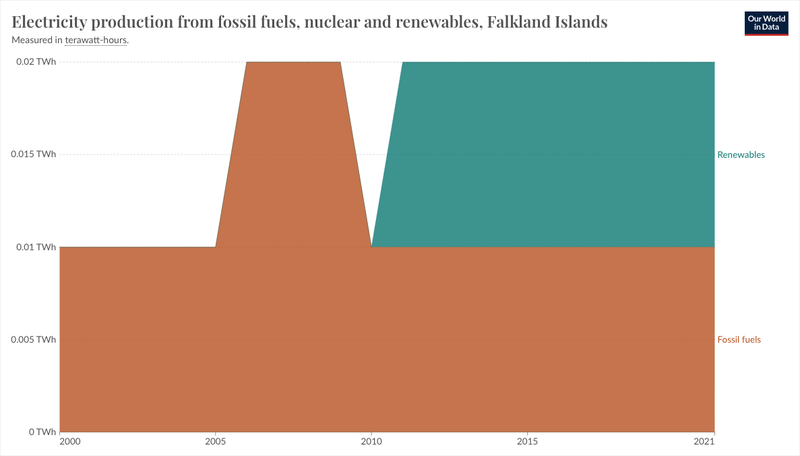 Electricity production from fossil fuels, nuclear and renewables, Falkland Islands
Measured in terawatt-hours.
Our World
in Data
0.02 TWh
0.015 TWh
Renewables
0.01 TWh
0.005 TWh
Fossil fuels
0 TWh
2000
2005
2010
2015
2021